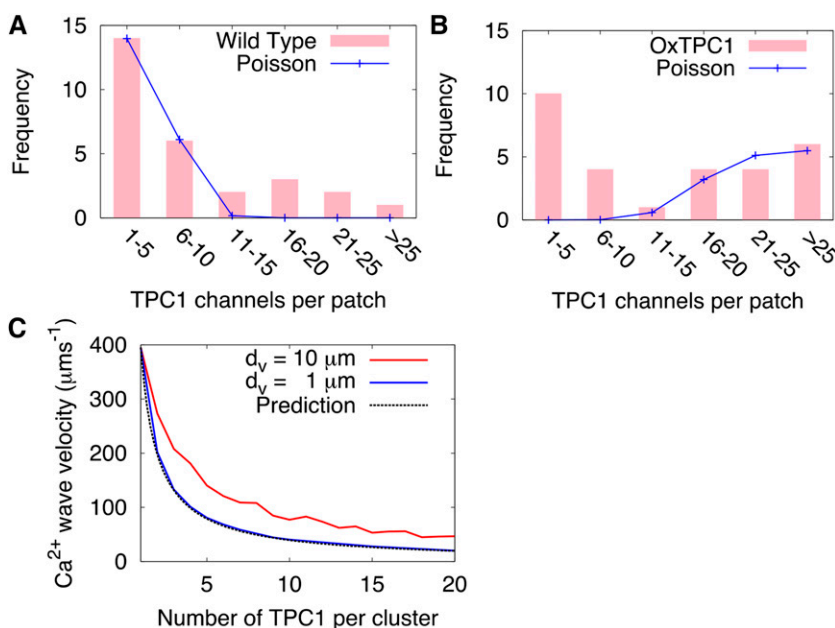 A
Frequency
15
10
5
0
Wild Type
Poisson
1-5
6-10
11-15
16-20
21-25
>25
TPC1 channels per patch
B
Frequency
15
10
5
0
OxTPC1
Poisson
1-5
6-10
11-15
16-20
21-25
>25
TPC1 channels per patch
C
Ca2+ wave velocity (μms-1)
400
300
200
100
0
dv = 10 μm
dv = 1 μm
Prediction
5
10
15
20
Number of TPC1 per cluster